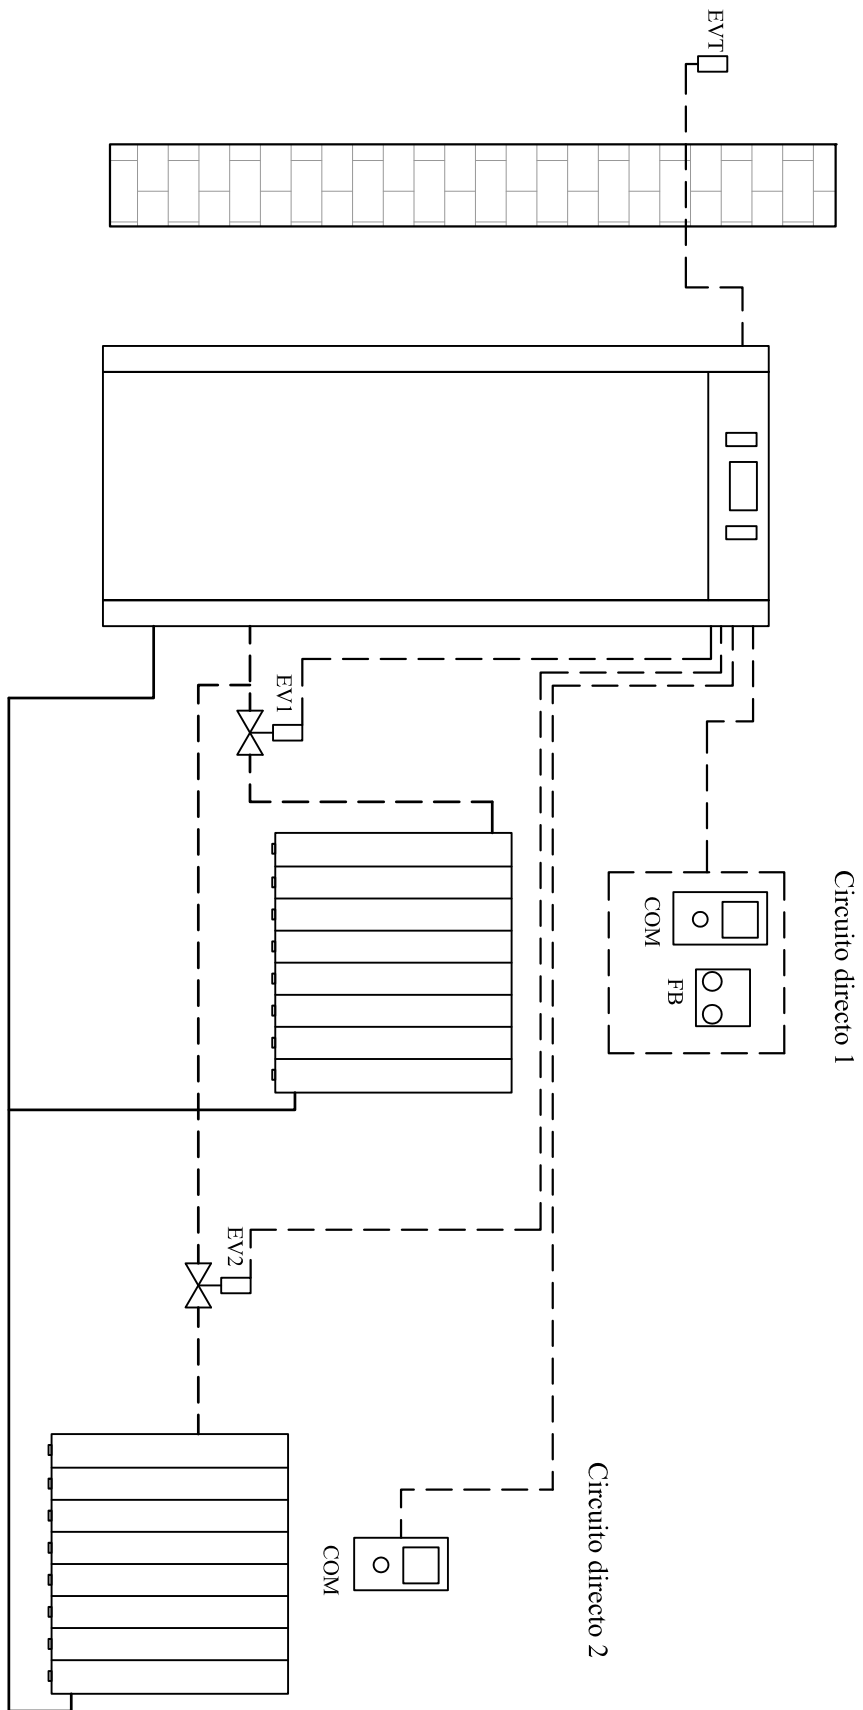 EVT
Circuito directo 1
COM
FB
EV1
Circuito directo 2
COM
EV2